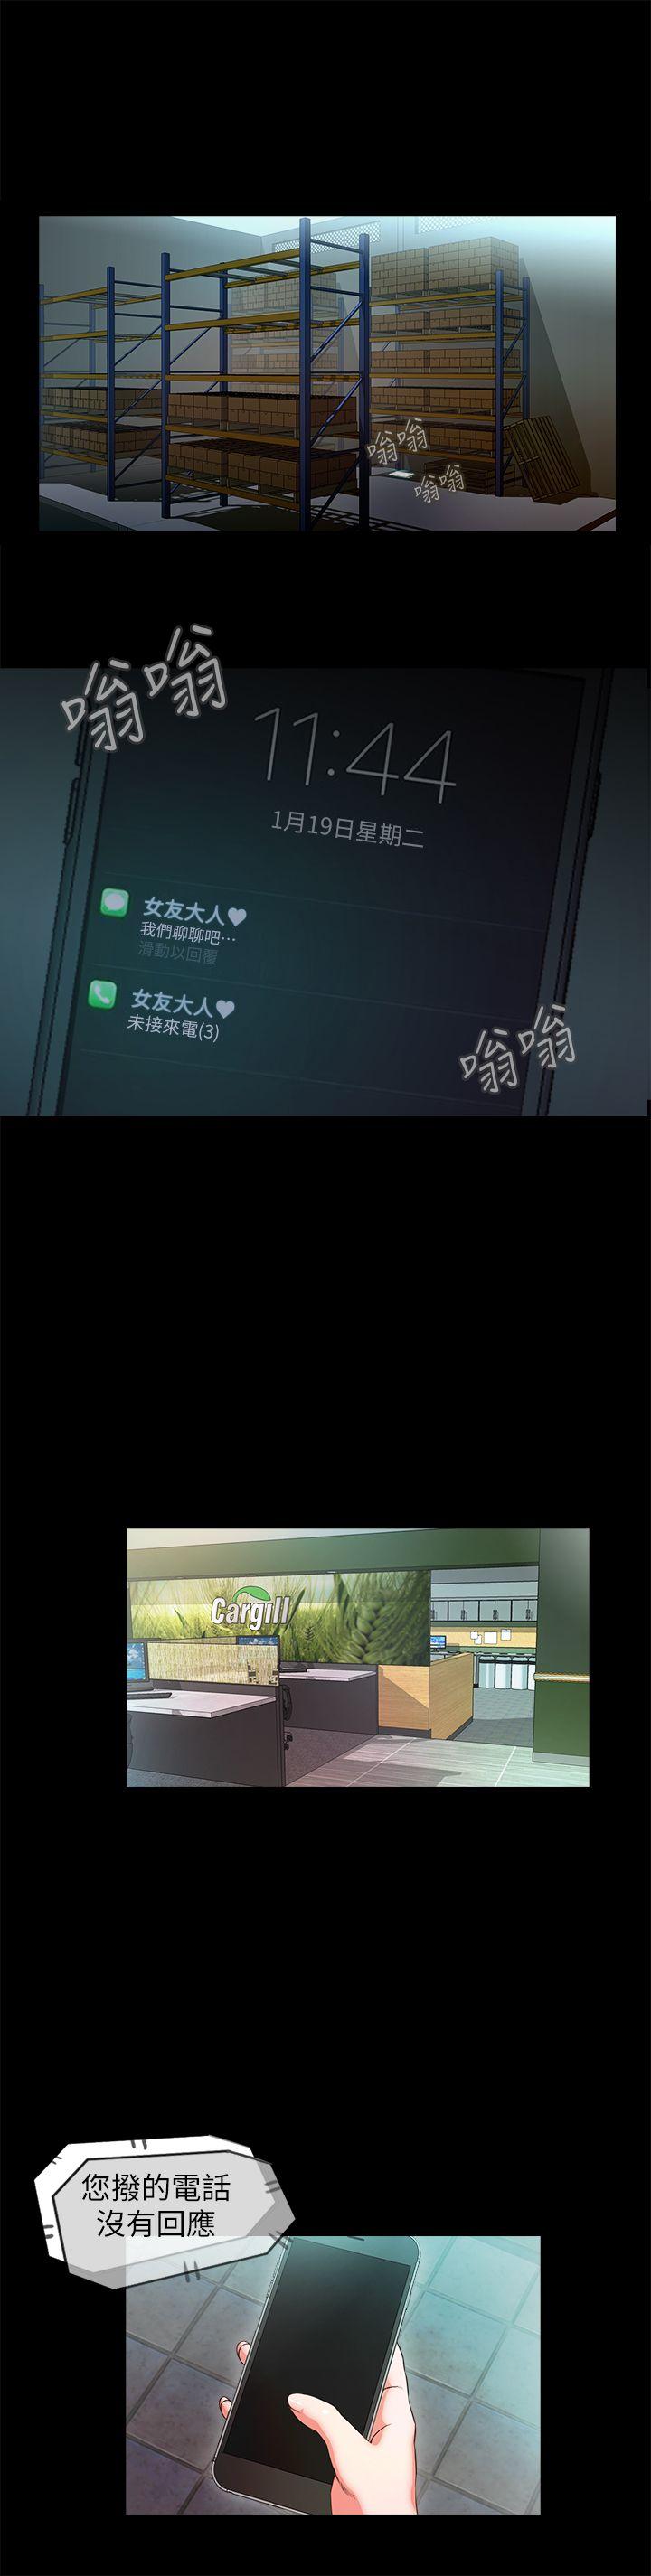 嗡嗡
嗡嗡
嗡嗡
11:44
1月19日星期二
女友大人♥
我們聊聊吧…
滑動以回覆
女友大人♥
未接來電(3)
嗡嗡
Cargill
您撥的電話
沒有回應